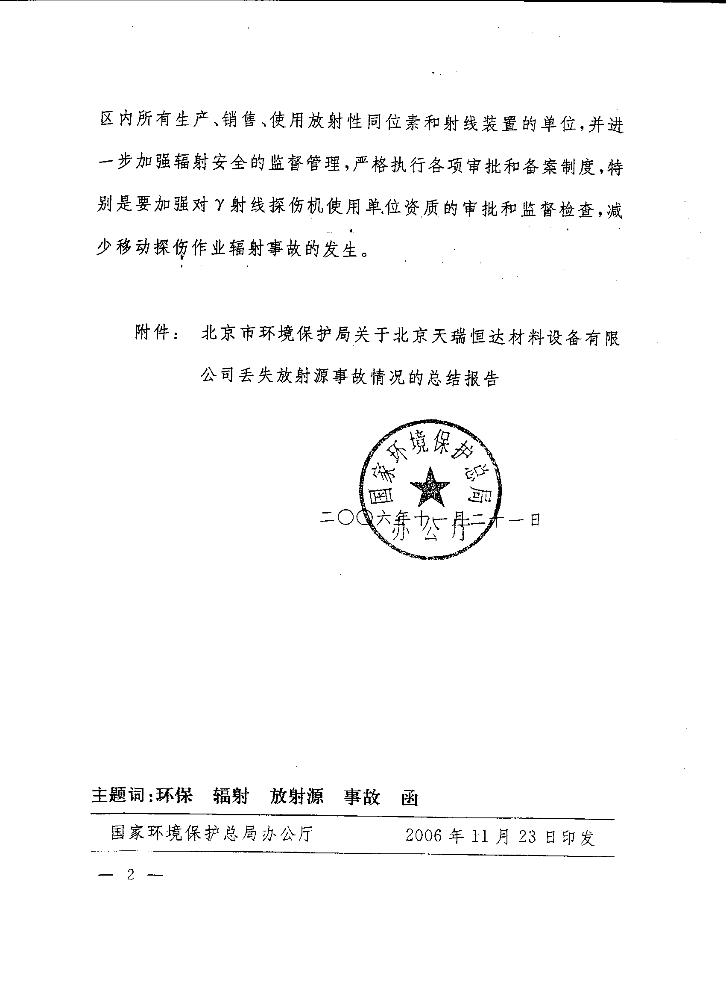 区内所有生产、销售、使用放射性同位素和射线装置的单位，并进
一步加强辐射安全的监督管理，严格执行各项审批和备案制度，特
别是要加强对γ射线探伤机使用单位资质的审批和监督检查，减
少移动探伤作业辐射事故的发生。
附件： 北京市环境保护局关于北京天瑞恒达材料设备有限
公司丢失放射源事故情况的总结报告
国家环境保护总局
二〇〇六年十一月二十一日
办公厅
主题词：环保 辐射 放射源 事故 函
国家环境保护总局办公厅 2006 年 11 月 23 日印发
— 2 —